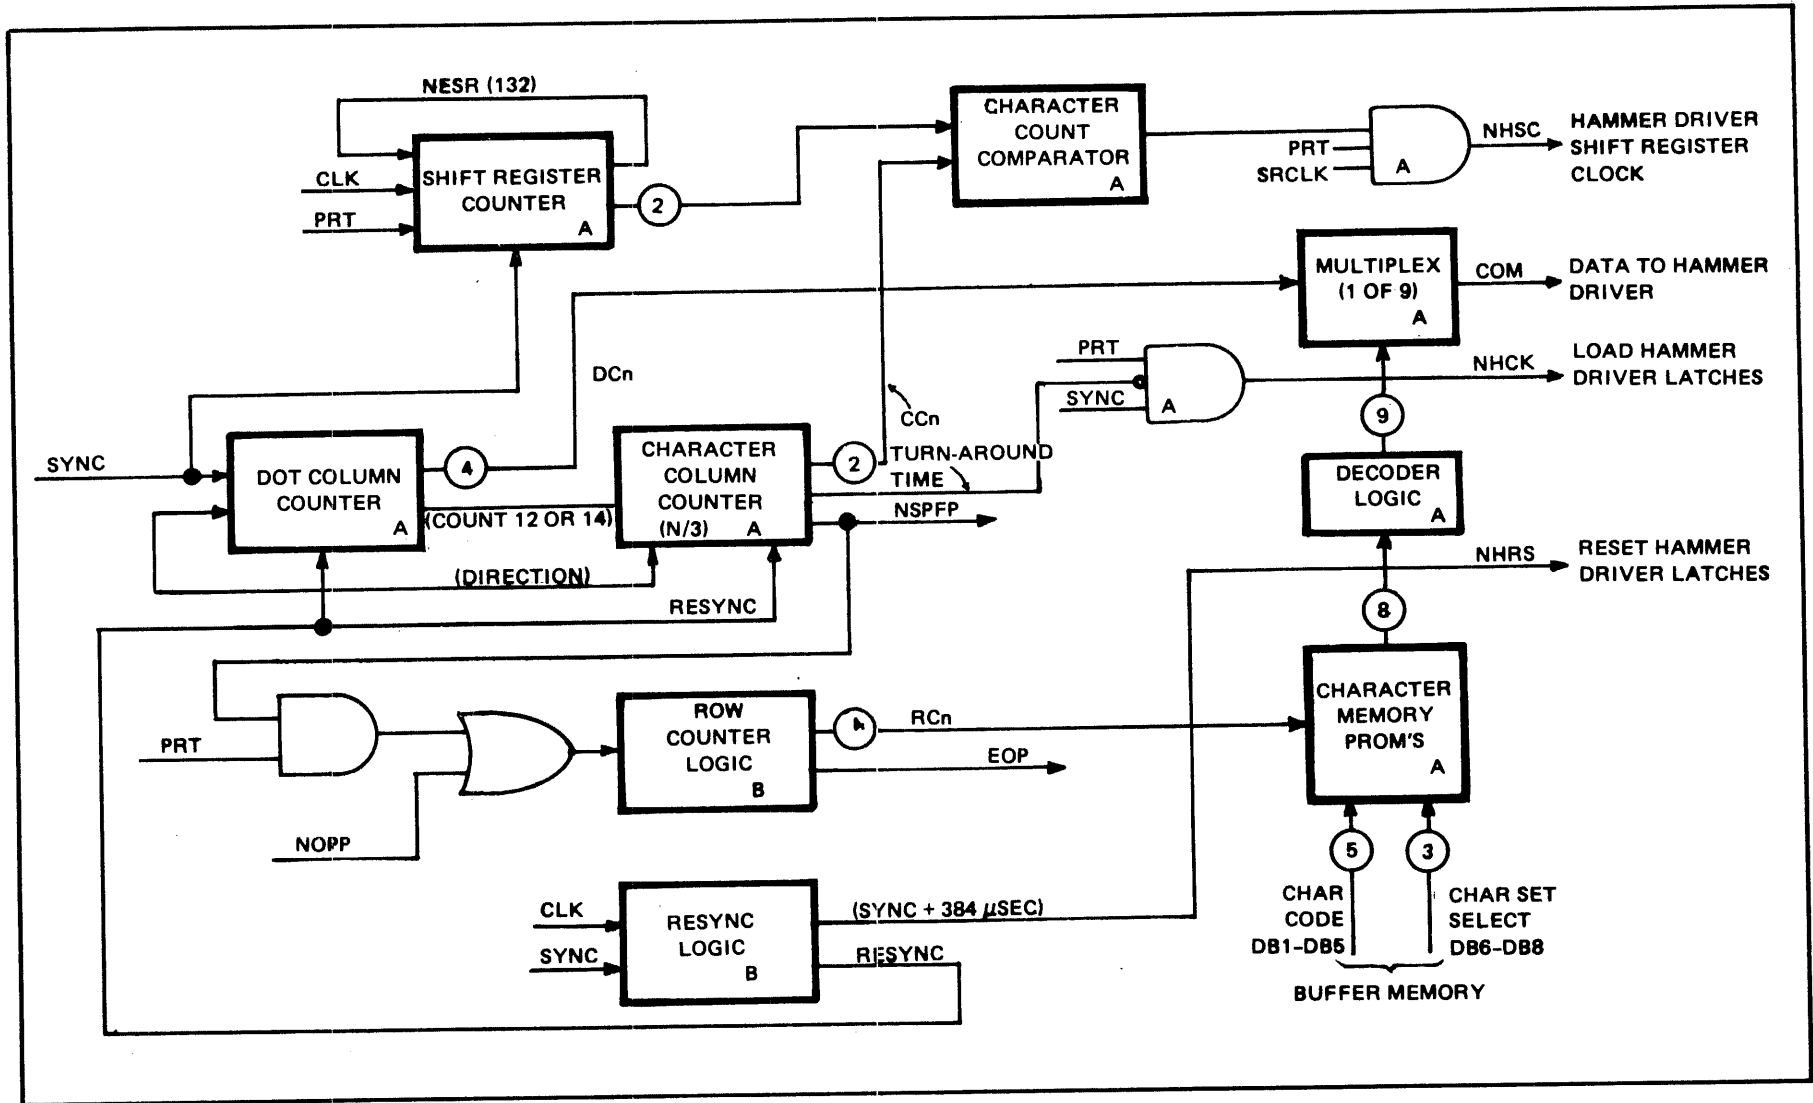 NESR (132)
CLK
PRT
SHIFT REGISTER
COUNTER
A
2
CHARACTER
COUNT
COMPARATOR
A
PRT
SRCLK
A
NHSC
HAMMER DRIVER
SHIFT REGISTER
CLOCK
MULTIPLEX
(1 OF 9)
A
COM
DATA TO HAMMER
DRIVER
DCn
CCn
PRT
SYNC
A
NHCK
LOAD HAMMER
DRIVER LATCHES
9
SYNC
DOT COLUMN
COUNTER
A
4
(COUNT 12 OR 14)
CHARACTER
COLUMN
COUNTER
(N/3) A
2
TURN-AROUND
TIME
NSPFP
DECODER
LOGIC
A
(DIRECTION)
RESYNC
NHRS
RESET HAMMER
DRIVER LATCHES
8
PRT
NOPP
ROW
COUNTER
LOGIC
B
4
RCn
EOP
CHARACTER
MEMORY
PROM'S
A
5
3
CLK
SYNC
RESYNC
LOGIC
B
(SYNC + 384 μSEC)
RESYNC
CHAR
CODE
DB1-DB5
CHAR SET
SELECT
DB6-DB8
BUFFER MEMORY